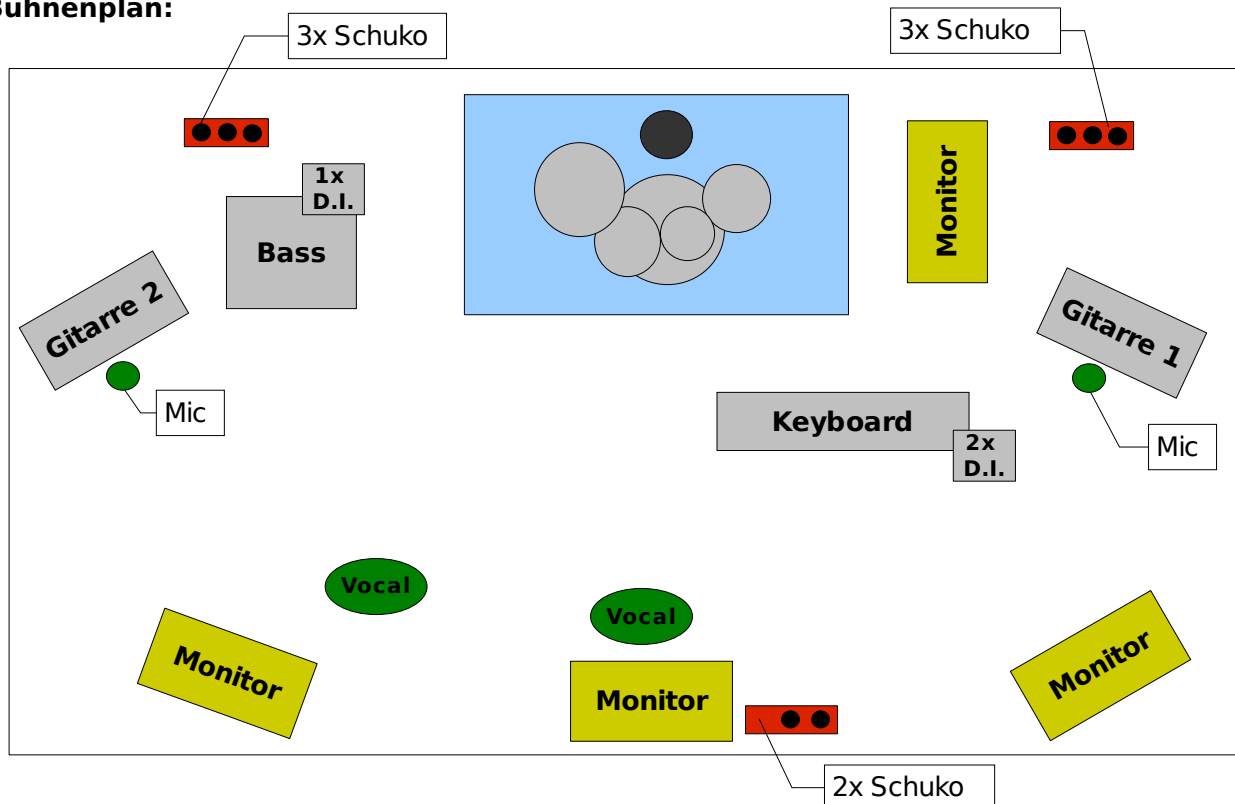 Bühnenplan:
3x Schuko
3x Schuko
1x
D.I.
Bass
Monitor
Gitarre 2
Gitarre 1
Mic
Keyboard
2x
D.I.
Mic
Vocal
Vocal
Monitor
Monitor
Monitor
2x Schuko